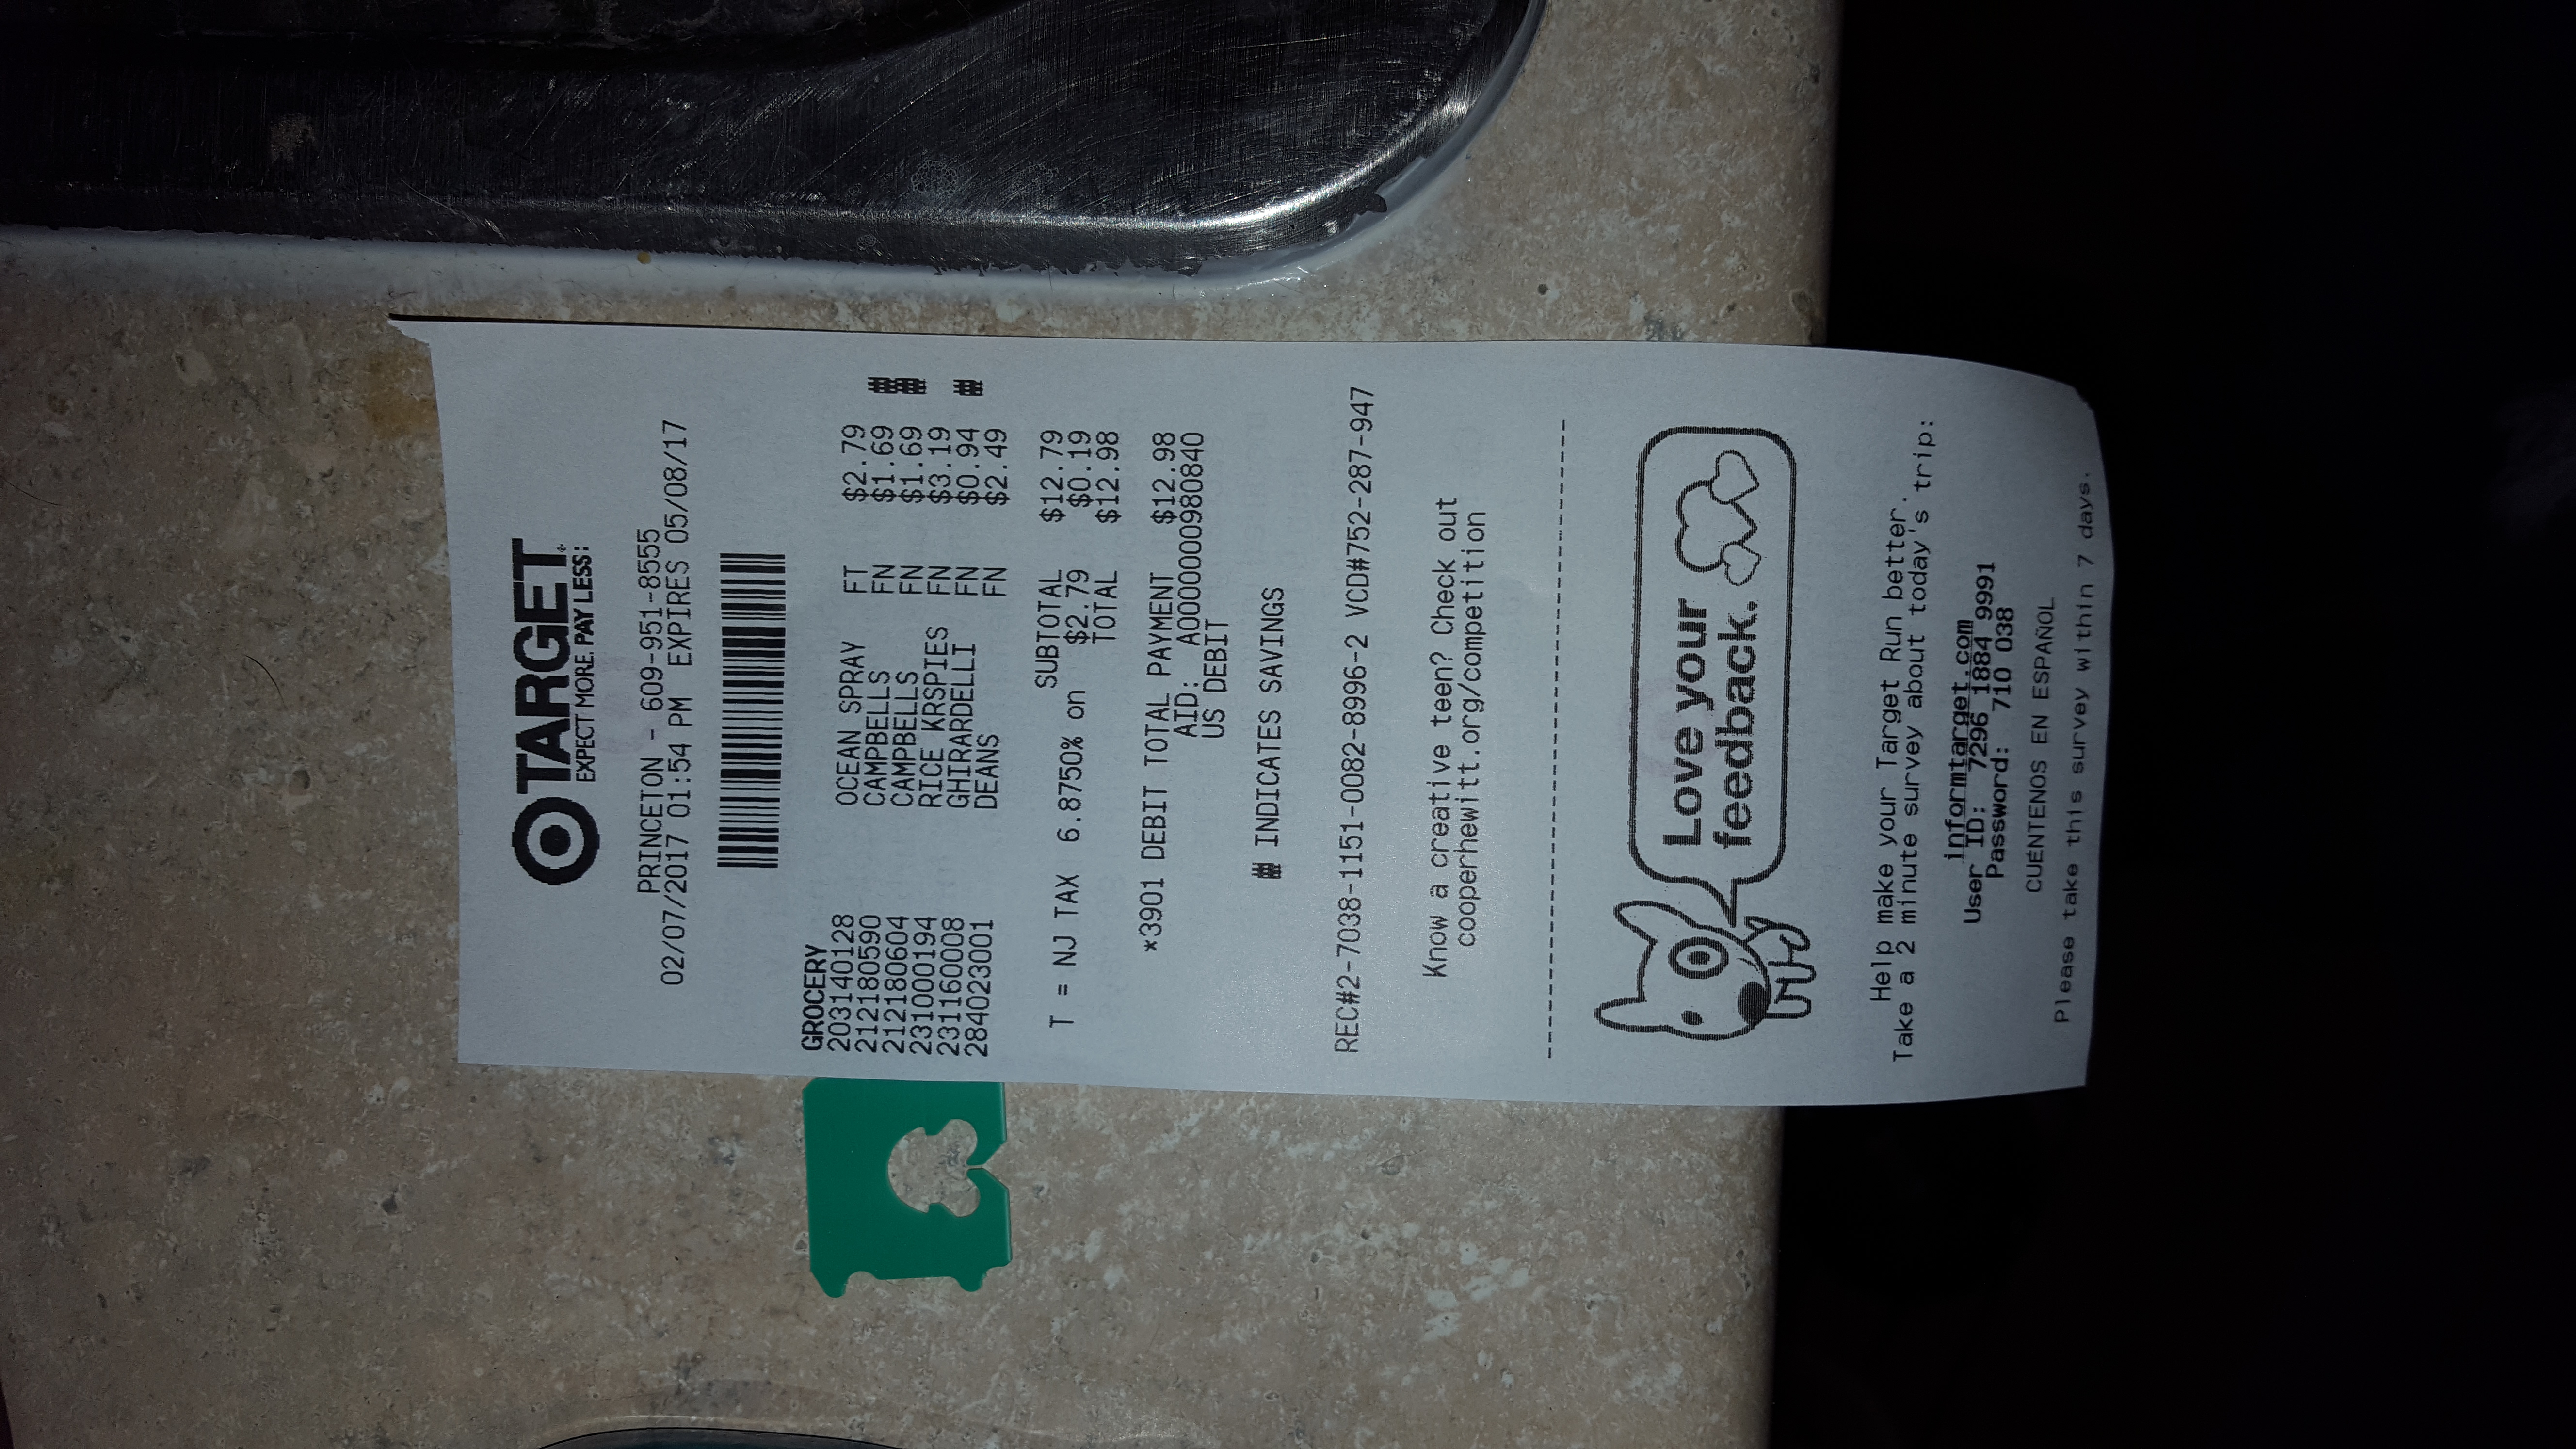 TARGET
EXPECT MORE. PAY LESS.
PRINCETON - 609-951-8555
02/07/2017 01:54 PM EXPIRES 05/08/17
GROCERY
203140128 OCEAN SPRAY FT $2.79
212180590 CAMPBELLS FN $1.69
212180604 CAMPBELLS FN $1.69
231000194 RICE KRSPIES FN $3.19
231160008 GHIRARDELLI FN $0.94
284023001 DEANS FN $2.49
SUBTOTAL $12.79
T = NJ TAX 6.8750% on $2.79 $0.19
TOTAL $12.98
*3901 DEBIT TOTAL PAYMENT $12.98
AID: A0000000980840
US DEBIT
INDICATES SAVINGS
REC#2-7038-1151-0082-8996-2 VCD#752-287-947
Know a creative teen? Check out
cooperhewitt.org/competition
Love your
feedback.
Help make your Target Run better.
Take a 2 minute survey about today's trip:
informtarget.com
User ID: 7296 1884 9991
Password: 710 038
CUÉNTENOS EN ESPAÑOL
Please take this survey within 7 days.